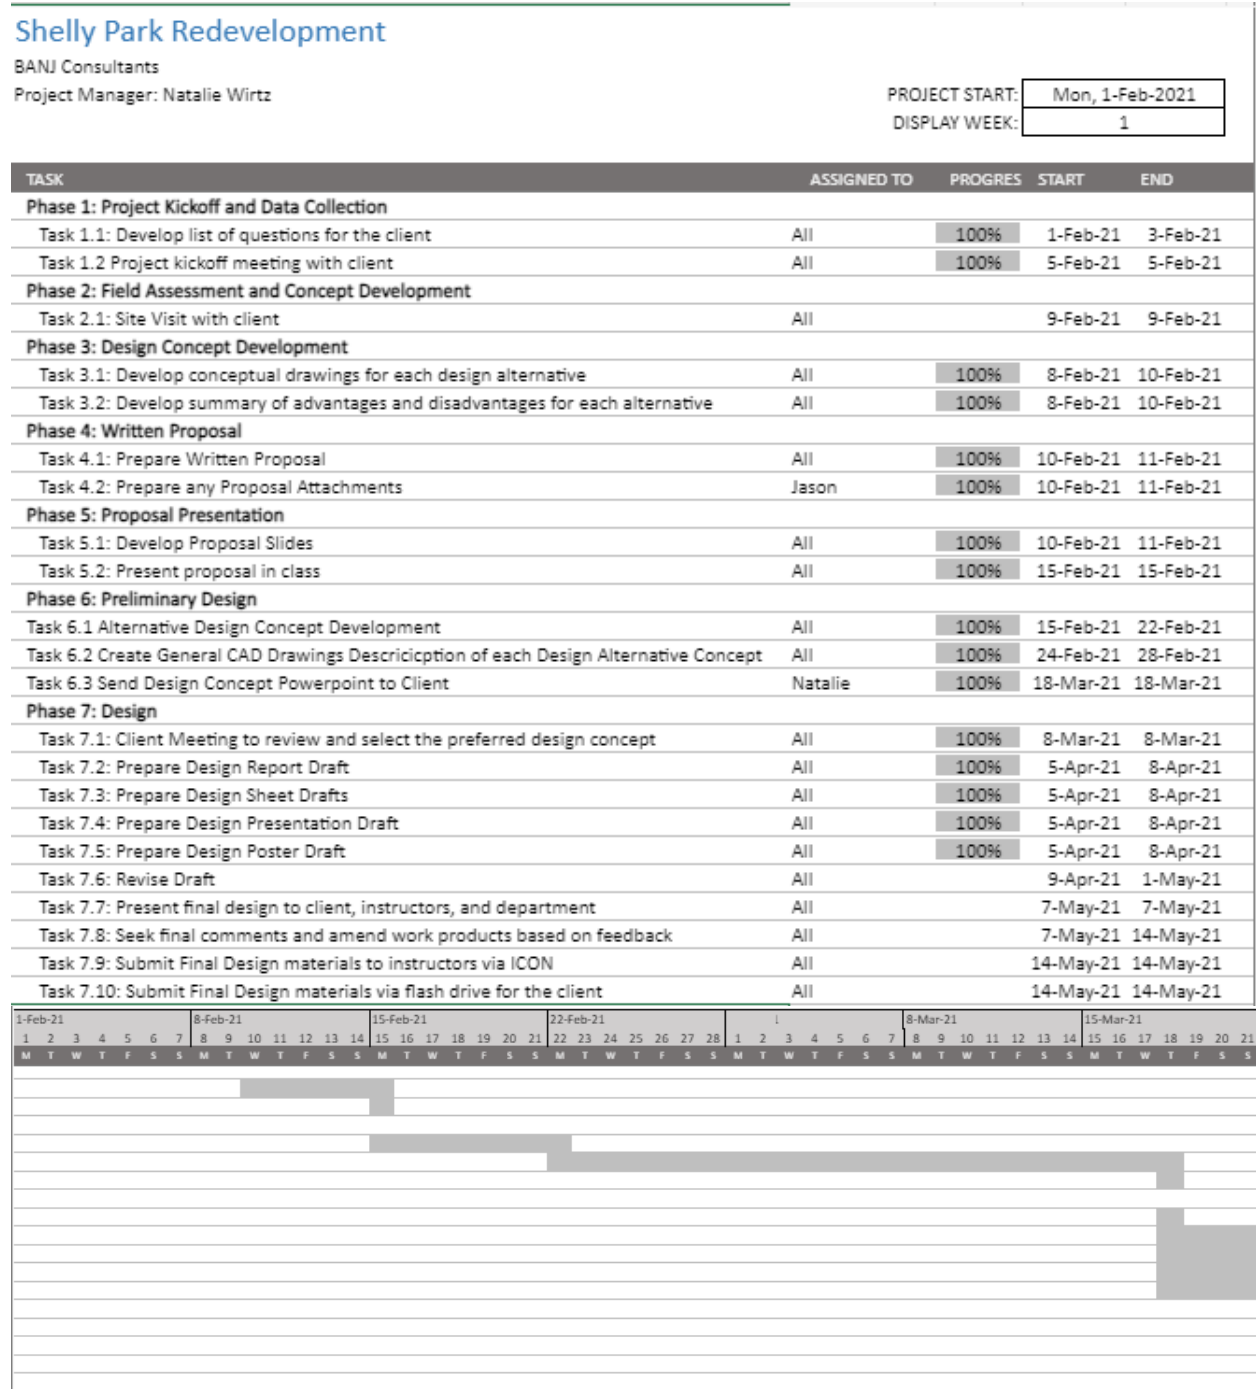 Shelly Park Redevelopment
BANJ Consultants
Project Manager: Natalie Wirtz
PROJECT START: Mon, 1-Feb-2021
DISPLAY WEEK: 1
TASK ASSIGNED TO PROGRES START END
Phase 1: Project Kickoff and Data Collection
Task 1.1: Develop list of questions for the client All 100% 1-Feb-21 3-Feb-21
Task 1.2 Project kickoff meeting with client All 100% 5-Feb-21 5-Feb-21
Phase 2: Field Assessment and Concept Development
Task 2.1: Site Visit with client All 9-Feb-21 9-Feb-21
Phase 3: Design Concept Development
Task 3.1: Develop conceptual drawings for each design alternative All 100% 8-Feb-21 10-Feb-21
Task 3.2: Develop summary of advantages and disadvantages for each alternative All 100% 8-Feb-21 10-Feb-21
Phase 4: Written Proposal
Task 4.1: Prepare Written Proposal All 100% 10-Feb-21 11-Feb-21
Task 4.2: Prepare any Proposal Attachments Jason 100% 10-Feb-21 11-Feb-21
Phase 5: Proposal Presentation
Task 5.1: Develop Proposal Slides All 100% 10-Feb-21 11-Feb-21
Task 5.2: Present proposal in class All 100% 15-Feb-21 15-Feb-21
Phase 6: Preliminary Design
Task 6.1 Alternative Design Concept Development All 100% 15-Feb-21 22-Feb-21
Task 6.2 Create General CAD Drawings Descricicption of each Design Alternative Concept All 100% 24-Feb-21 28-Feb-21
Task 6.3 Send Design Concept Powerpoint to Client Natalie 100% 18-Mar-21 18-Mar-21
Phase 7: Design
Task 7.1: Client Meeting to review and select the preferred design concept All 100% 8-Mar-21 8-Mar-21
Task 7.2: Prepare Design Report Draft All 100% 5-Apr-21 8-Apr-21
Task 7.3: Prepare Design Sheet Drafts All 100% 5-Apr-21 8-Apr-21
Task 7.4: Prepare Design Presentation Draft All 100% 5-Apr-21 8-Apr-21
Task 7.5: Prepare Design Poster Draft All 100% 5-Apr-21 8-Apr-21
Task 7.6: Revise Draft All 9-Apr-21 1-May-21
Task 7.7: Present final design to client, instructors, and department All 7-May-21 7-May-21
Task 7.8: Seek final comments and amend work products based on feedback All 7-May-21 14-May-21
Task 7.9: Submit Final Design materials to instructors via ICON All 14-May-21 14-May-21
Task 7.10: Submit Final Design materials via flash drive for the client All 14-May-21 14-May-21
1-Feb-21 8-Feb-21 15-Feb-21 22-Feb-21 8-Mar-21 15-Mar-21
1 2 3 4 5 6 7 8 9 10 11 12 13 14 15 16 17 18 19 20 21 22 23 24 25 26 27 28 1 2 3 4 5 6 7 8 9 10 11 12 13 14 15 16 17 18 19 20 21
M T W T F S S M T W T F S S M T W T F S S M T W T F S S M T W T F S S M T W T F S S M T W T F S S